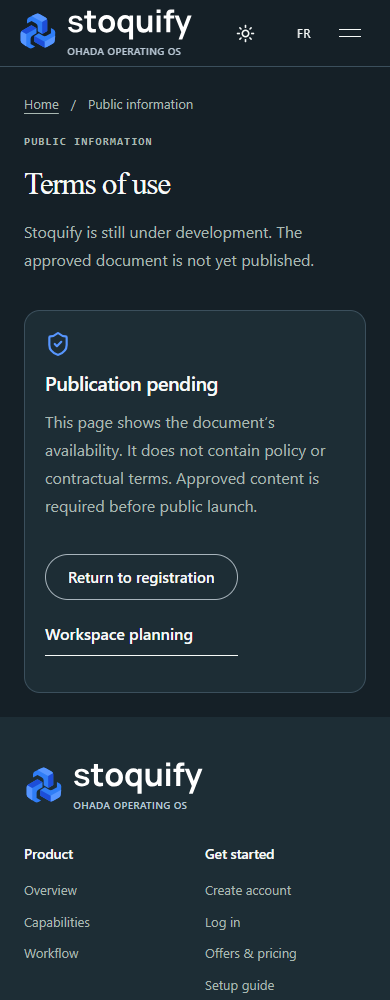 stoquify
OHADA OPERATING OS
FR
Home / Public information
PUBLIC INFORMATION
Terms of use
Stoquify is still under development. The
approved document is not yet published.
Publication pending
This page shows the document’s
availability. It does not contain policy or
contractual terms. Approved content is
required before public launch.
Return to registration
Workspace planning
stoquify
OHADA OPERATING OS
Product
Overview
Capabilities
Workflow
Get started
Create account
Log in
Offers & pricing
Setup guide